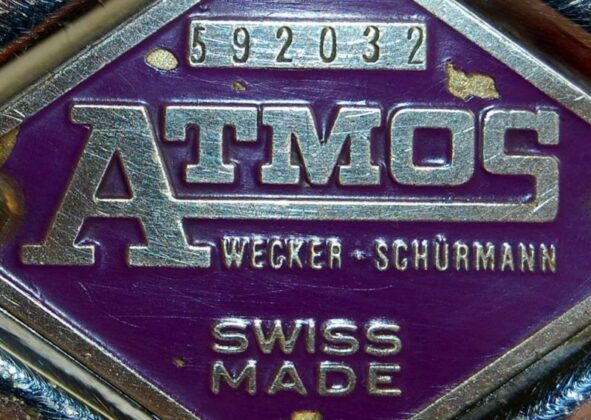 592032
ATMOS
WECKER-SCHÜRMANN
SWISS
MADE